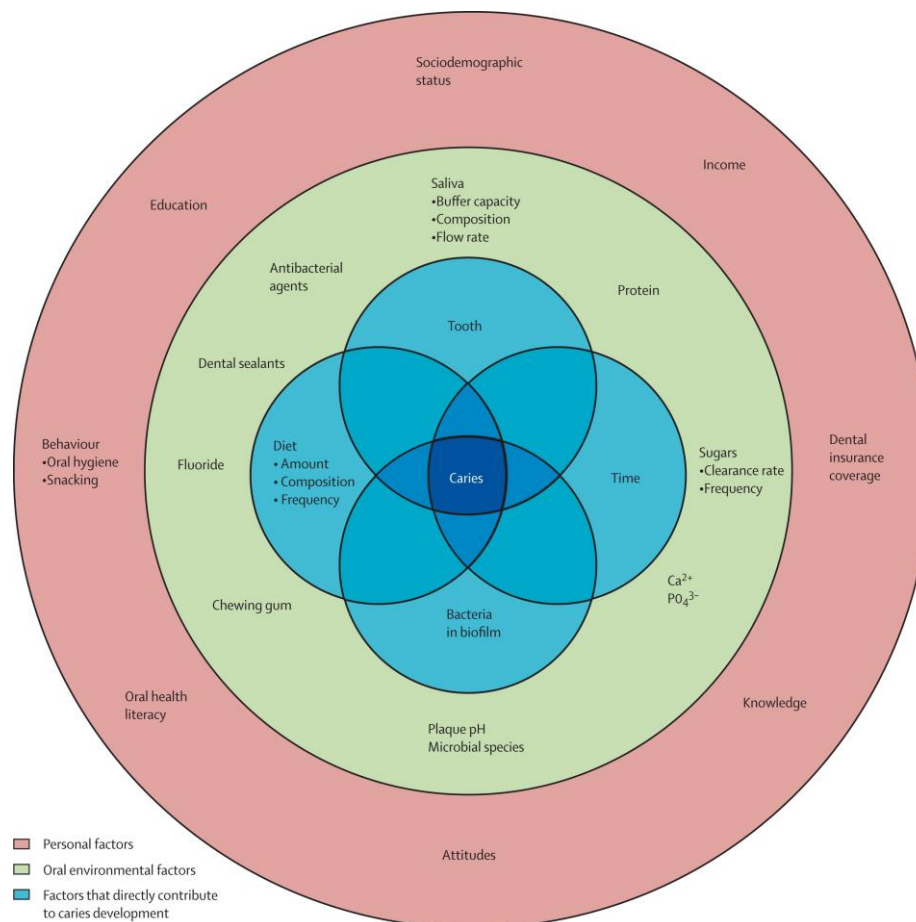 Sociodemographic
status
Income
Education
Saliva
•Buffer capacity
•Composition
•Flow rate
Antibacterial
agents
Protein
Tooth
Dental sealants
Behaviour
•Oral hygiene
•Snacking
Fluoride
Diet
• Amount
• Composition
• Frequency
Caries
Time
Sugars
•Clearance rate
•Frequency
Dental
insurance
coverage
Ca²⁺
PO₄³⁻
Chewing gum
Bacteria
in biofilm
Oral health
literacy
Knowledge
Plaque pH
Microbial species
Attitudes
Personal factors
Oral environmental factors
Factors that directly contribute
to caries development